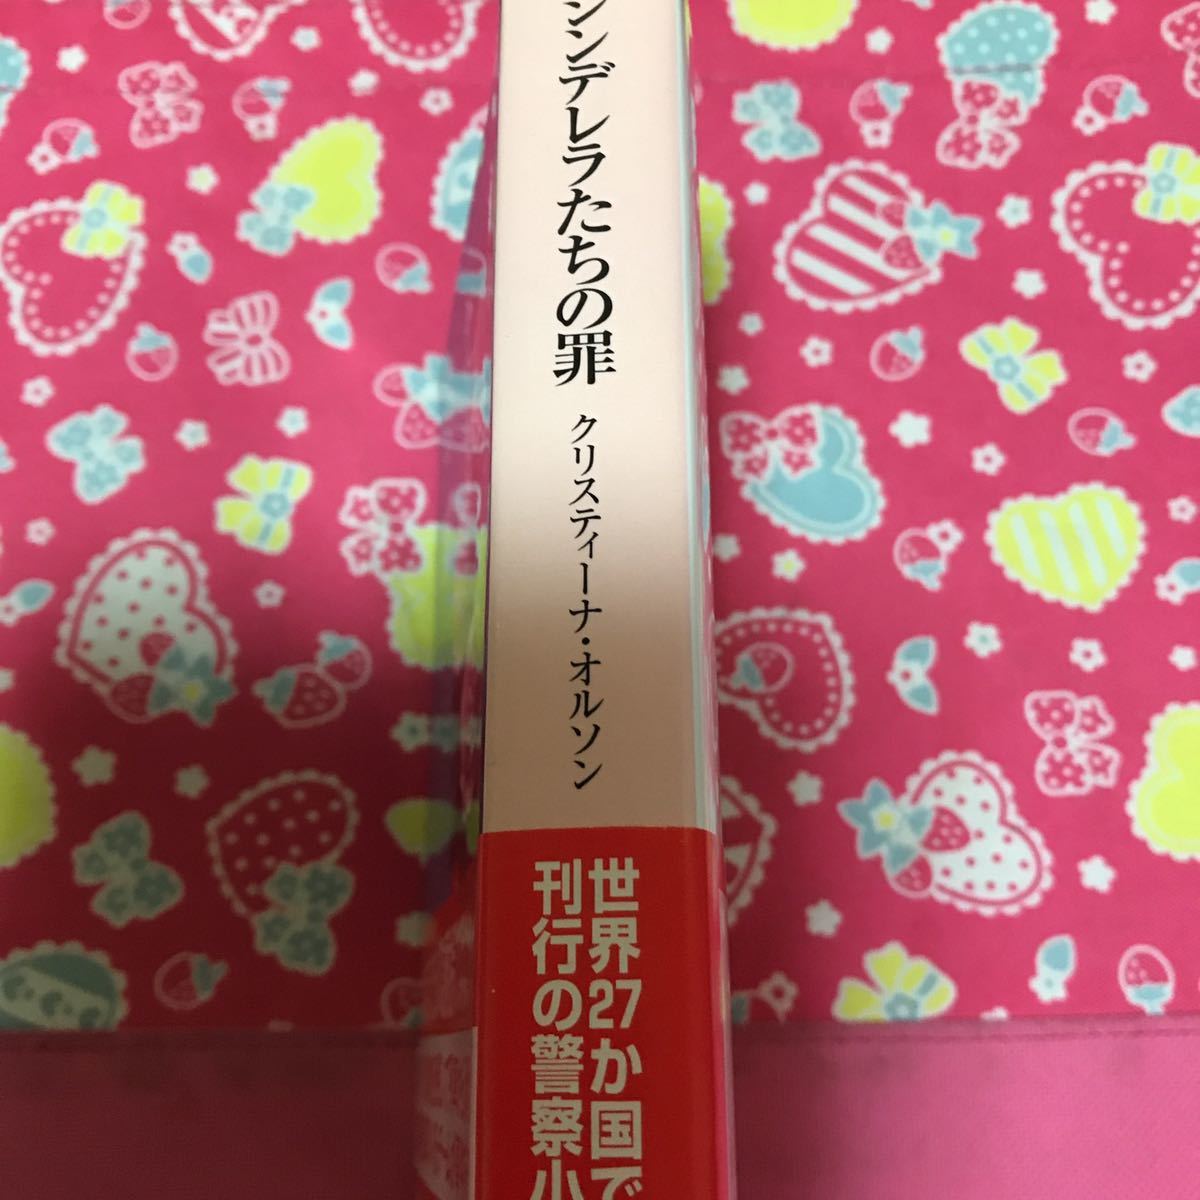 シンデレラたちの罪
クリスティーナ・オルソン
世界27か国で
刊行の警察小